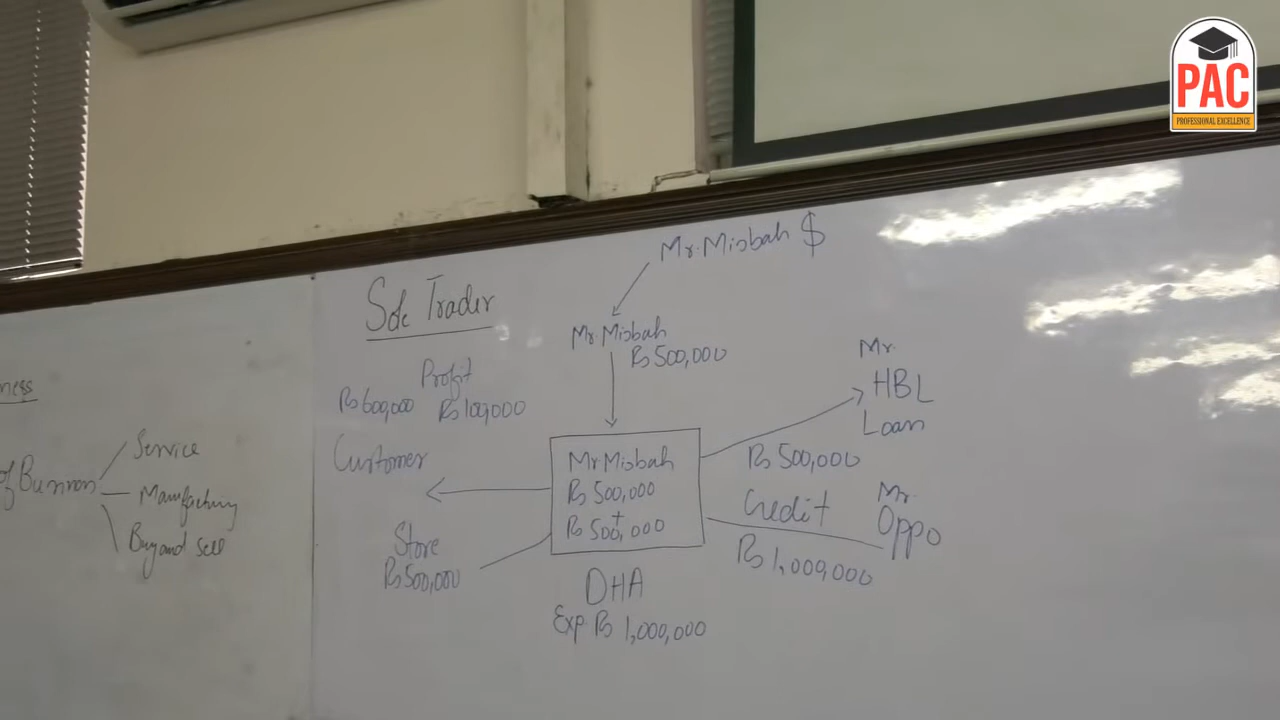 PAC
PROFESSIONAL EXCELLENCE
ness
of Business
Service
Manufactury
Buy and sell
Sole Trader
Mr. Misbah $
Mr. Misbah
Rs 500,000
Profit
Rs 600,000 Rs 100,000
Customer
Mr Misbah
Rs 500,000
+
Rs 500,000
Mr.
HBL
Loan
Rs 500,000
Credit
Mr.
Oppo
Rs 1,000,000
Store
Rs 500,000
DHA
Exp. Rs 1,000,000